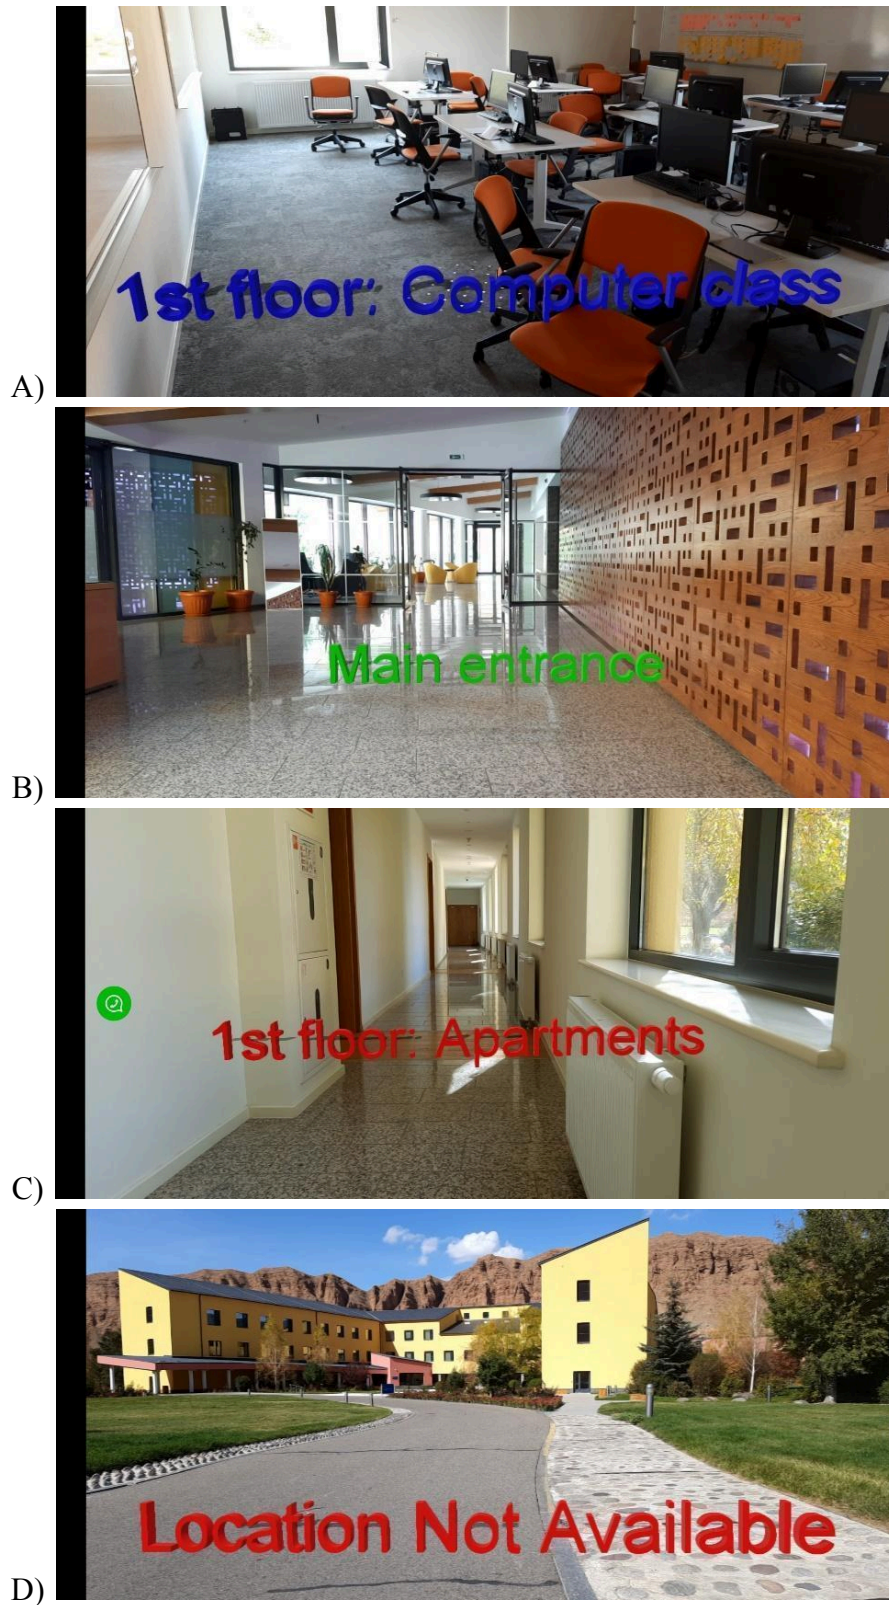 1st floor: Computer class
A)
Main entrance
B)
1st floor: Apartments
C)
Location Not Available
D)